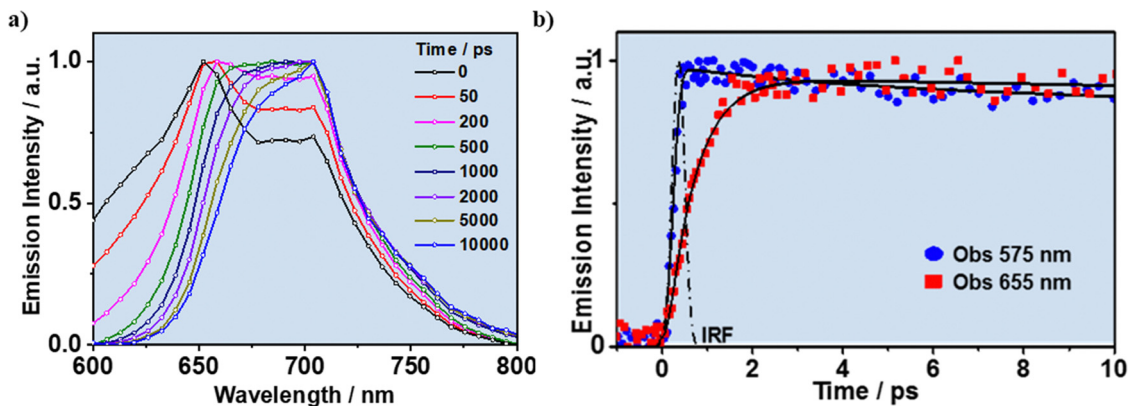 a)
Emission Intensity / a.u.
1.0
0.5
0.0
600
650
700
750
800
Wavelength / nm
Time / ps
0
50
200
500
1000
2000
5000
10000
b)
Emission Intensity / a.u.
1
0
0
2
4
6
8
10
Time / ps
Obs 575 nm
Obs 655 nm
IRF